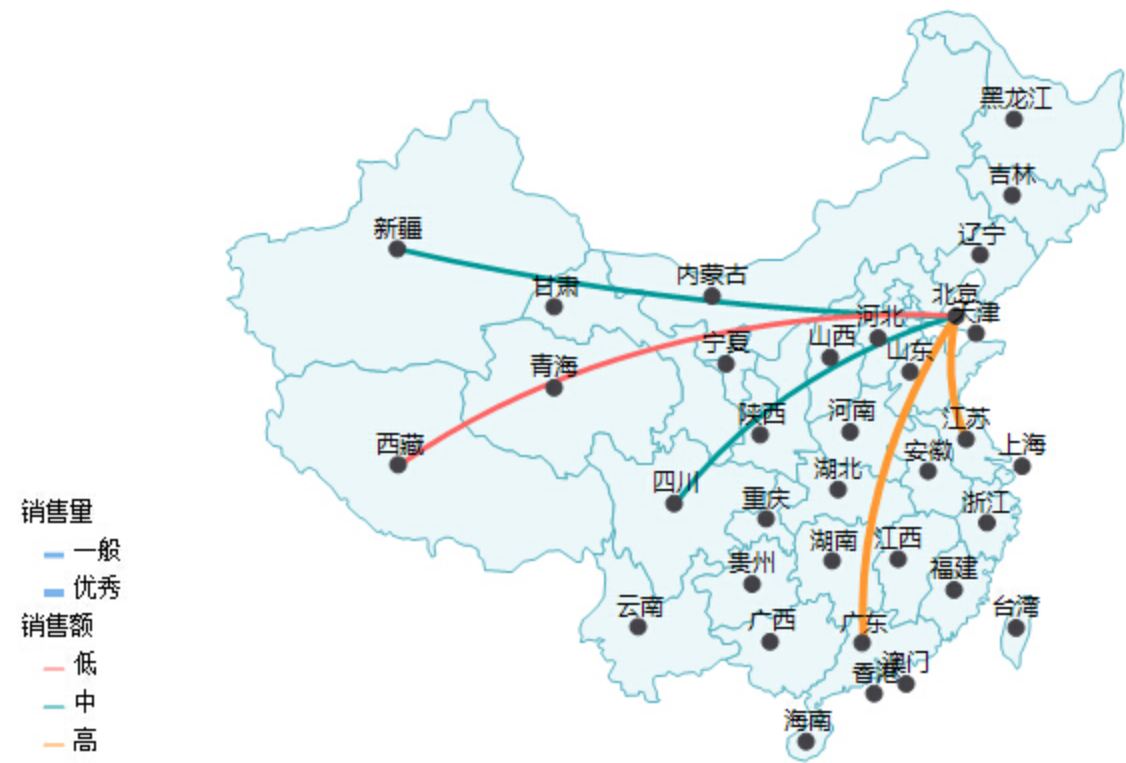 黑龙江
吉林
新疆
辽宁
内蒙古
甘肃
北京
天津
河北
山西
宁夏
山东
青海
陕西
河南
江苏
西藏
安徽
上海
四川
湖北
重庆
浙江
湖南
江西
贵州
福建
云南
广西
广东
台湾
香港
澳门
海南
销售量
一般
优秀
销售额
低
中
高